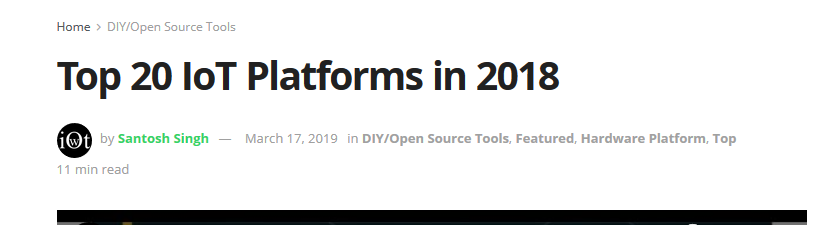 Home > DIY/Open Source Tools
Top 20 IoT Platforms in 2018
iot by Santosh Singh — March 17, 2019 in DIY/Open Source Tools, Featured, Hardware Platform, Top
11 min read